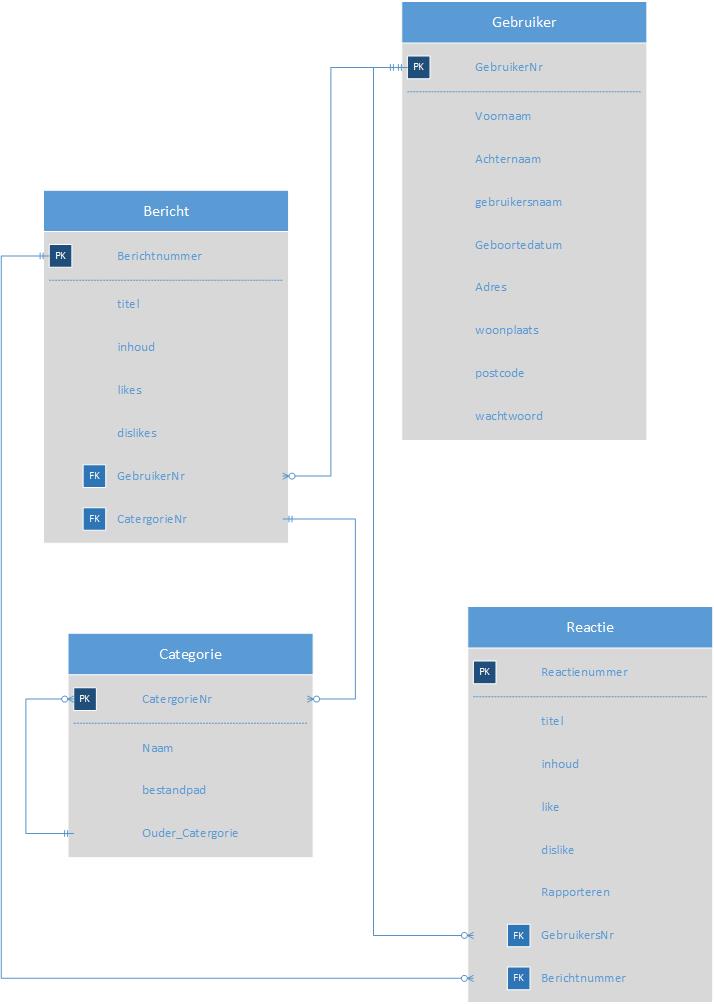 Gebruiker
PK GebruikerNr
Voornaam
Achternaam
gebruikersnaam
Geboortedatum
Adres
woonplaats
postcode
wachtwoord
Bericht
PK Berichtnummer
titel
inhoud
likes
dislikes
FK GebruikerNr
FK CatergorieNr
Categorie
PK CatergorieNr
Naam
bestandpad
Ouder_Catergorie
Reactie
PK Reactienummer
titel
inhoud
like
dislike
Rapporteren
FK GebruikersNr
FK Berichtnummer